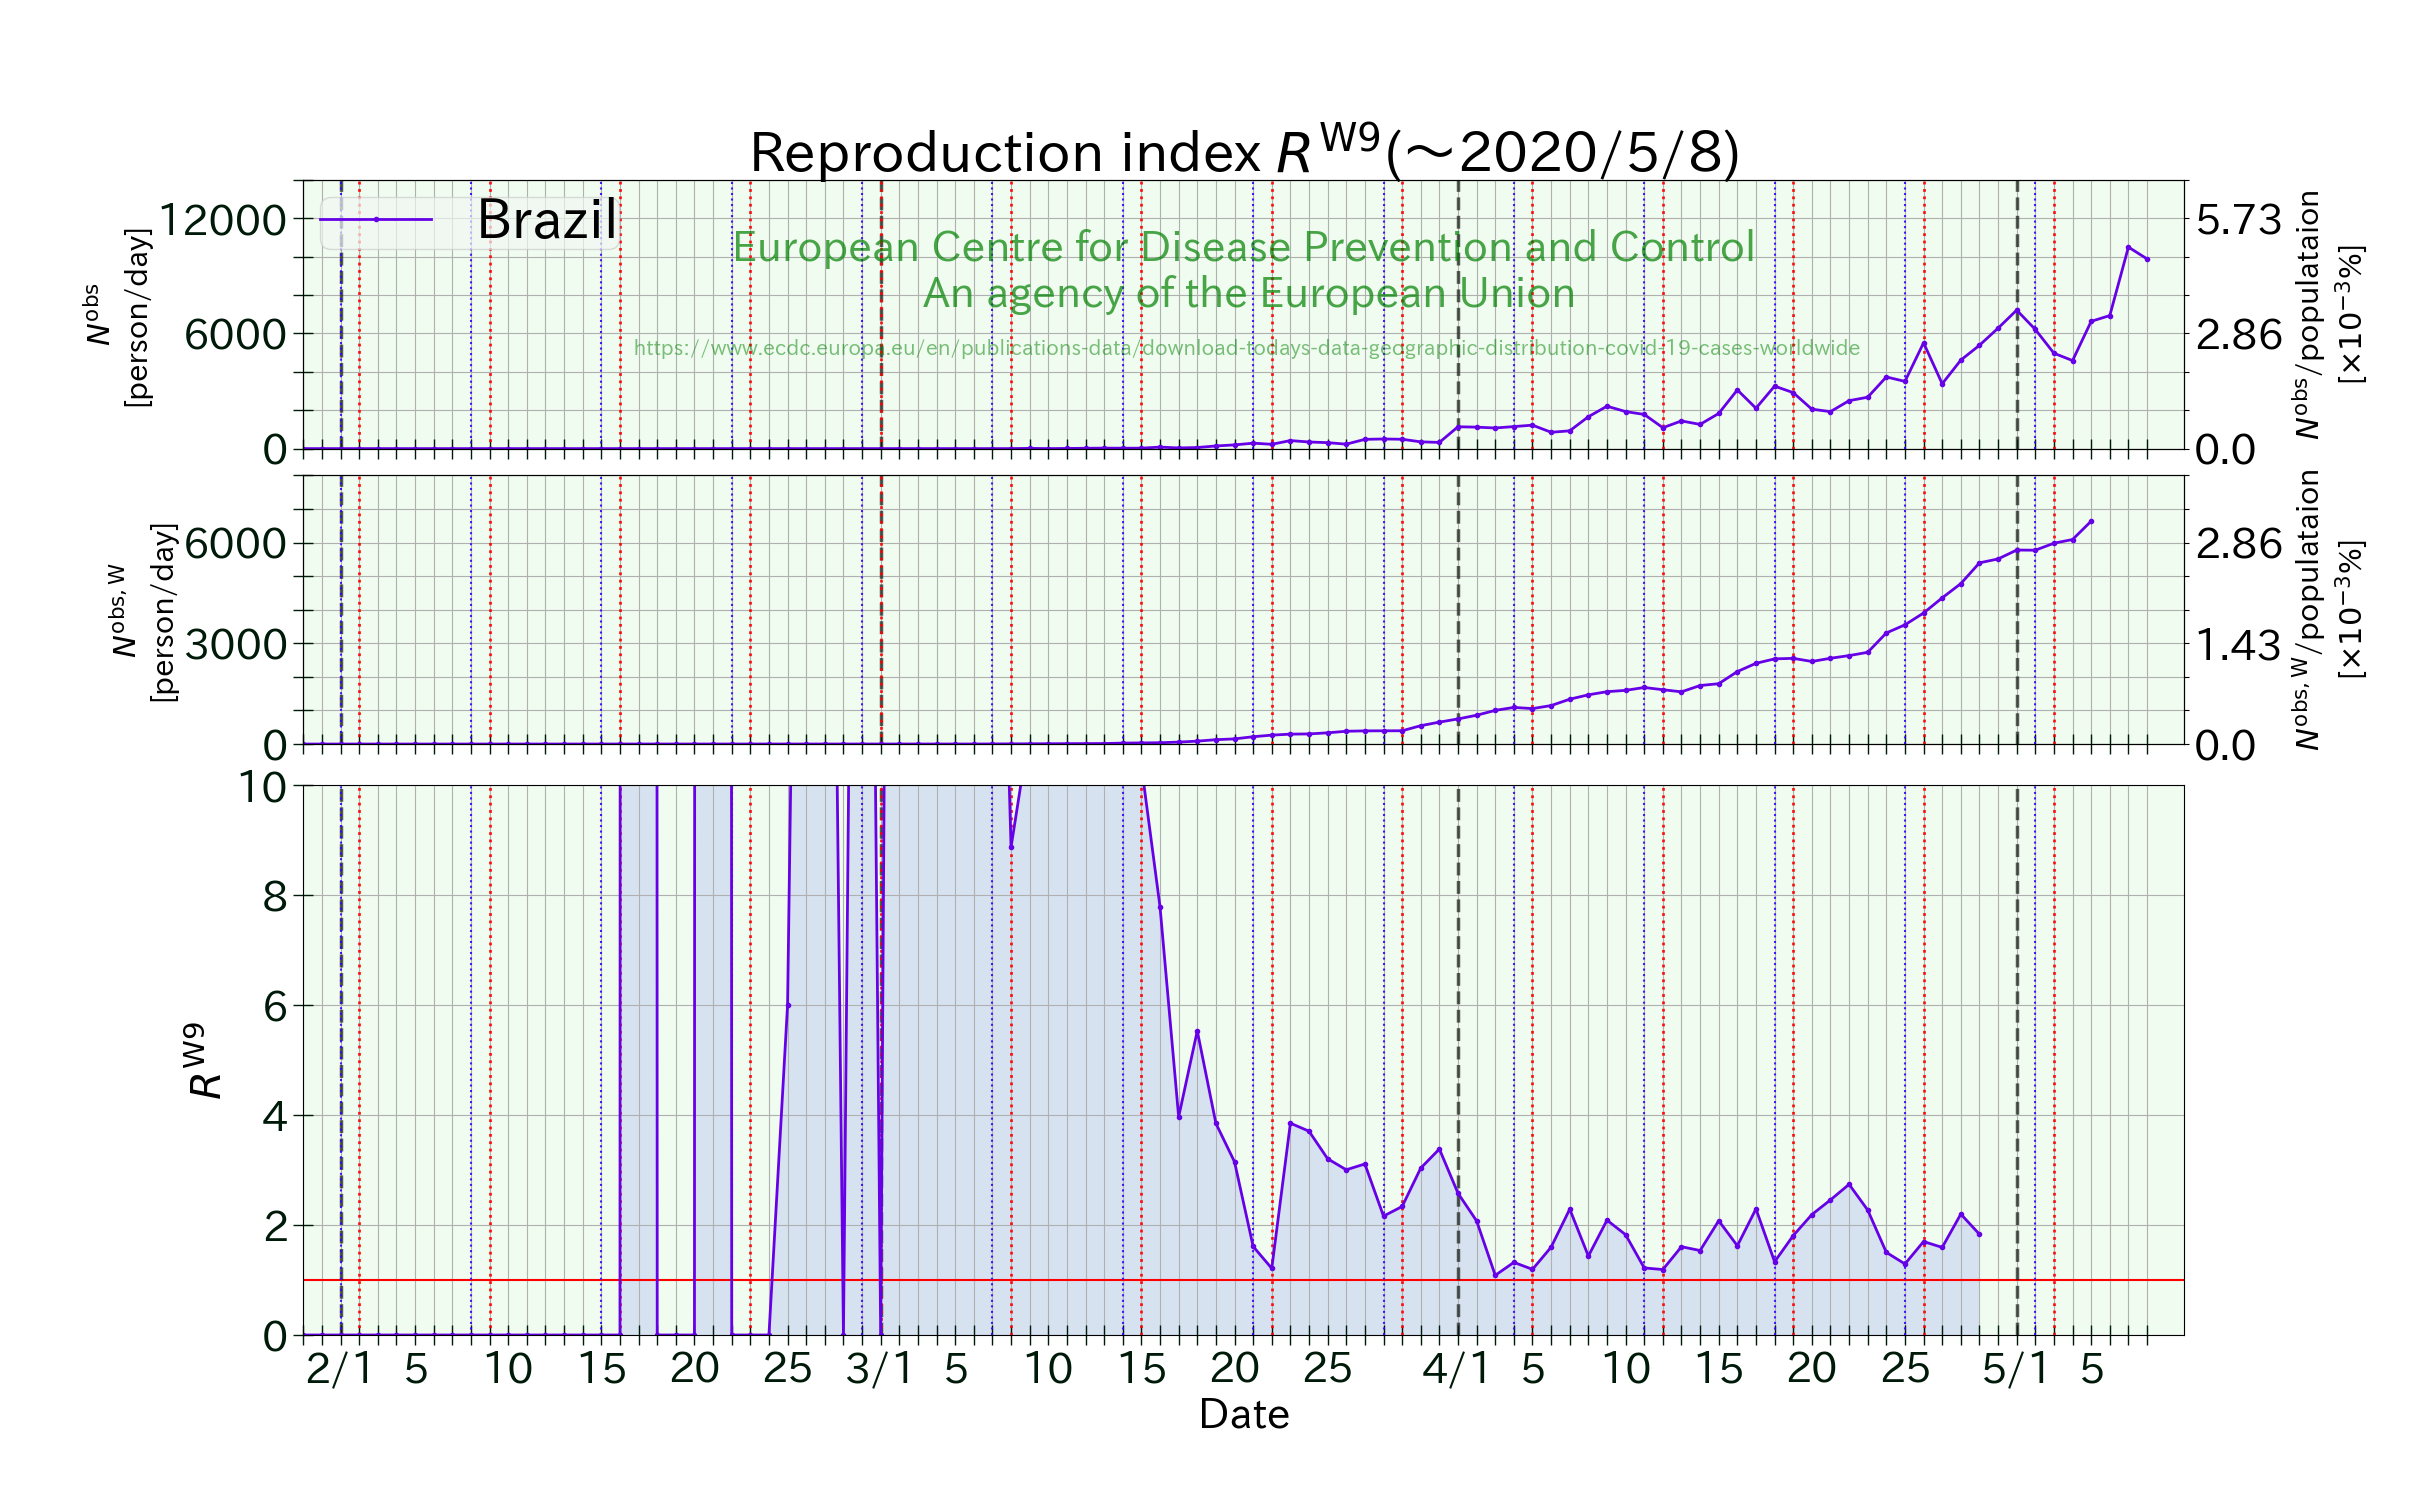 Reproduction index R^W9(～2020/5/8)
Brazil
European Centre for Disease Prevention and Control
An agency of the European Union
https://www.ecdc.europa.eu/en/publications-data/download-todays-data-geographic-distribution-covid-19-cases-worldwide
N^obs
[person/day]
12000
6000
0
5.73
2.86
0.0
N^obs/populataion
[×10^−3%]
N^obs, W
[person/day]
6000
3000
0
2.86
1.43
0.0
N^obs, W/populataion
[×10^−3%]
R^W9
10
8
6
4
2
0
2/1 5 10 15 20 25 3/1 5 10 15 20 25 4/1 5 10 15 20 25 5/1 5
Date